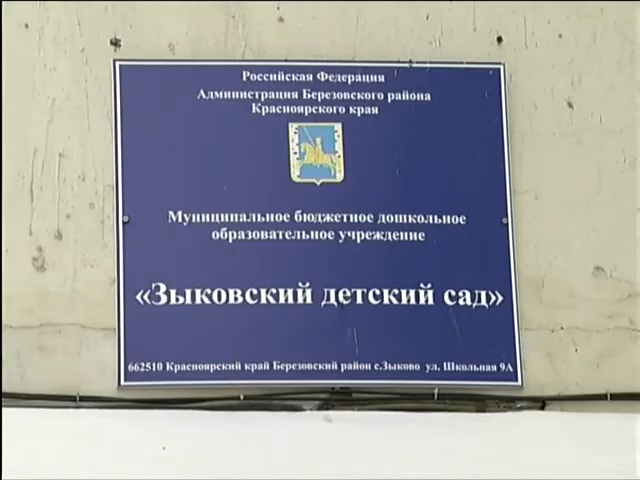 Российская Федерация
Администрация Березовского района
Красноярского края
Муниципальное бюджетное дошкольное
образовательное учреждение
«Зыковский детский сад»
662510 Красноярский край Березовский район с.Зыково ул. Школьная 9А